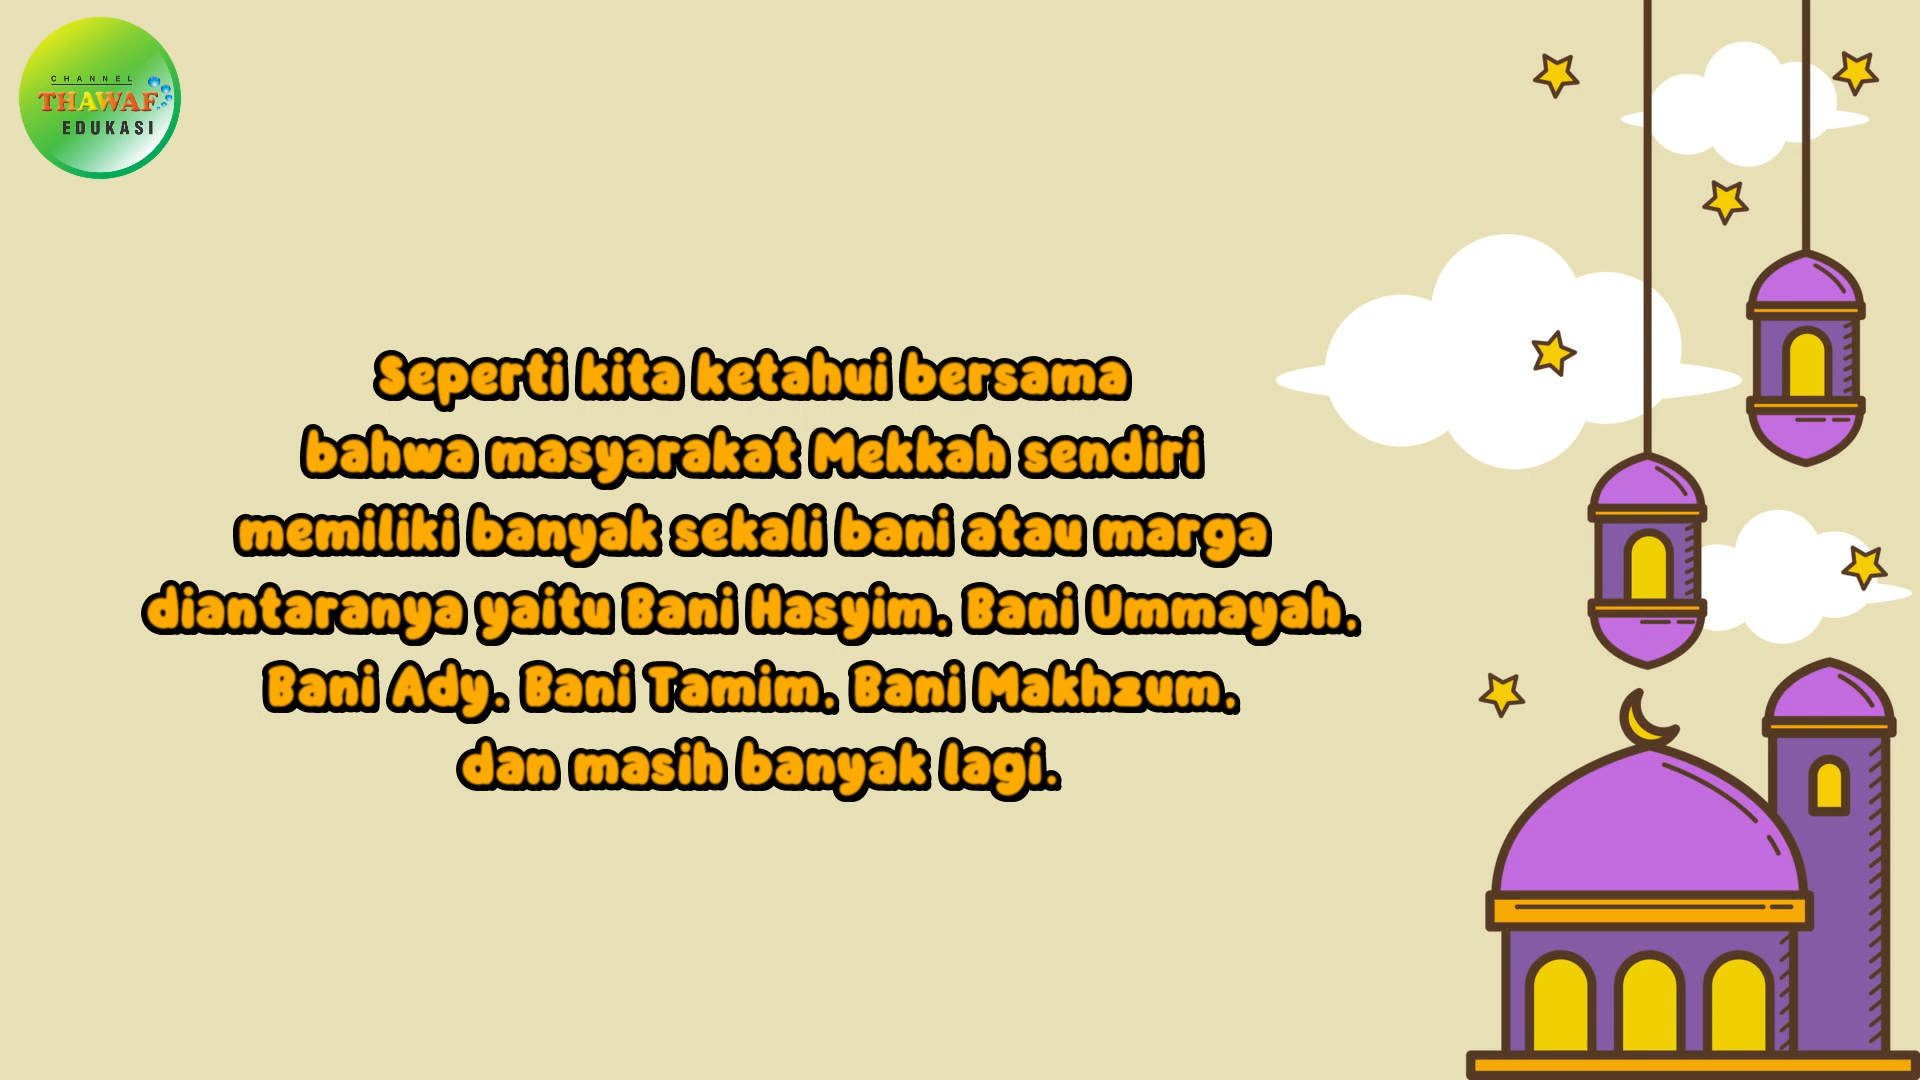 CHANNEL
THAWAF
EDUKASI
Seperti kita ketahui bersama
bahwa masyarakat Mekkah sendiri
memiliki banyak sekali bani atau marga
diantaranya yaitu Bani Hasyim, Bani Ummayah,
Bani Ady, Bani Tamim, Bani Makhzum,
dan masih banyak lagi.